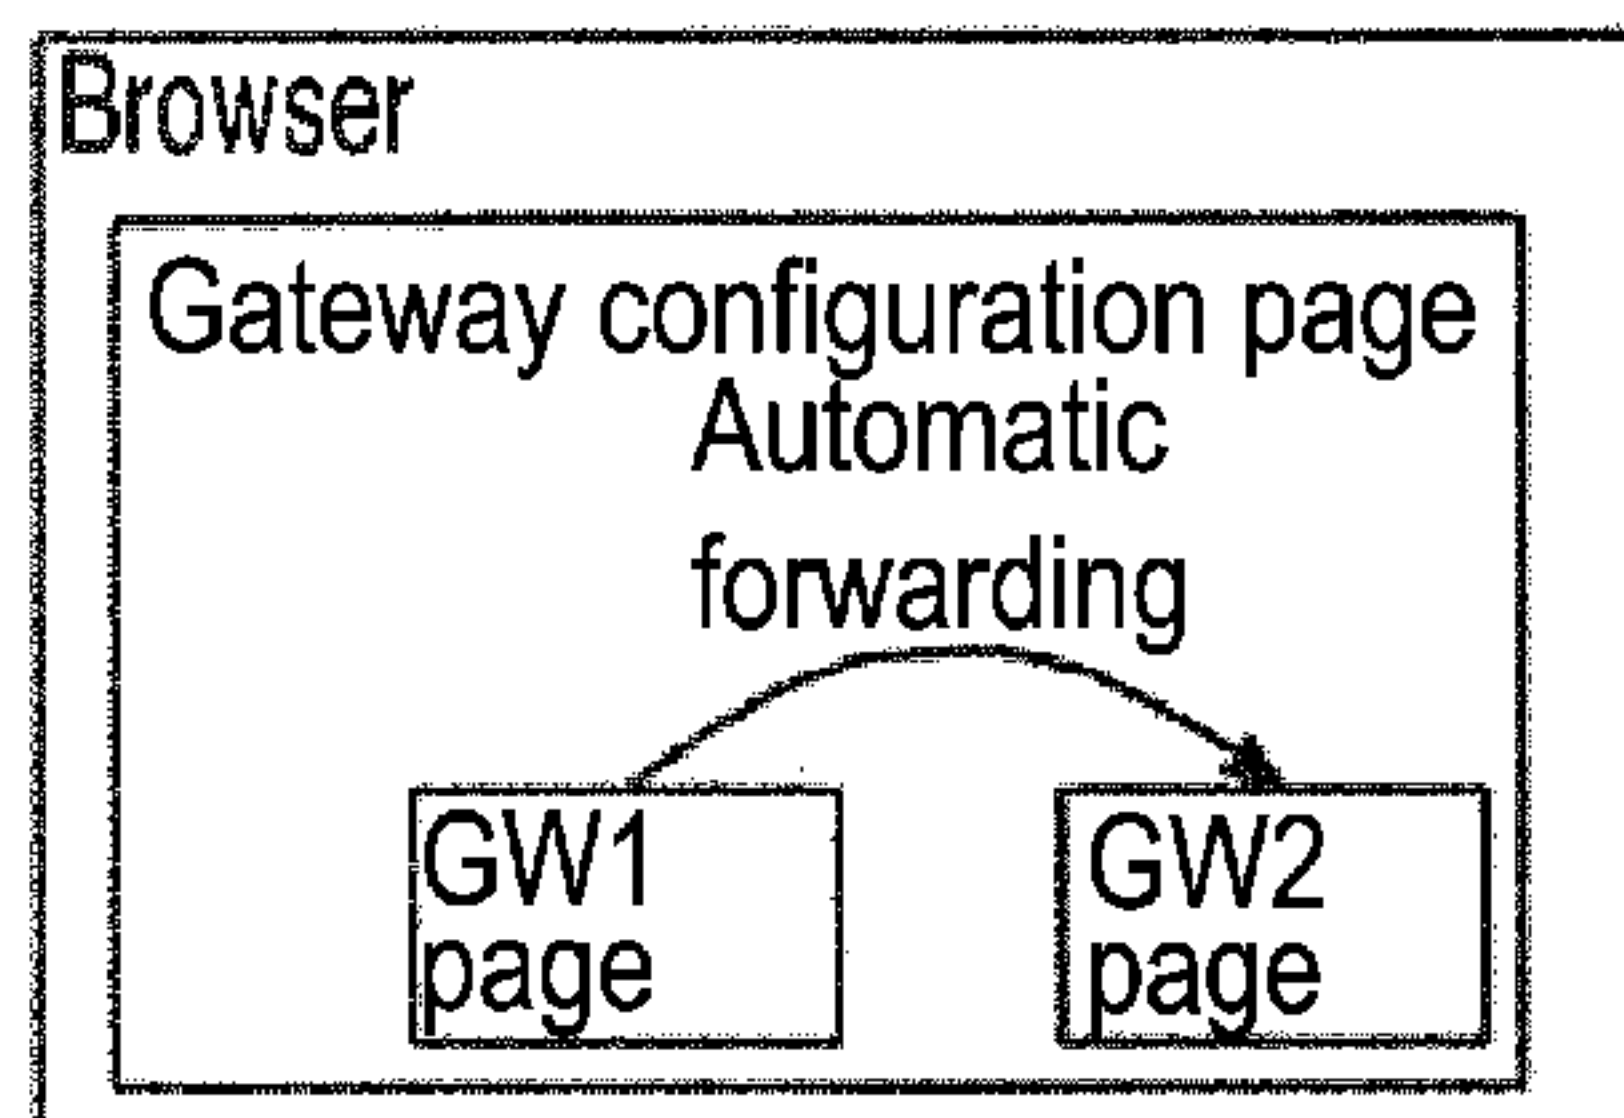 Browser
Gateway configuration page
Automatic
forwarding
GW1
page
GW2
page